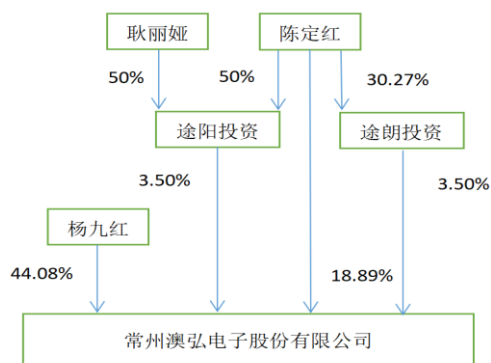 耿丽娅
陈定红
50%
50%
30.27%
途阳投资
途朗投资
3.50%
3.50%
杨九红
44.08%
18.89%
常州澳弘电子股份有限公司